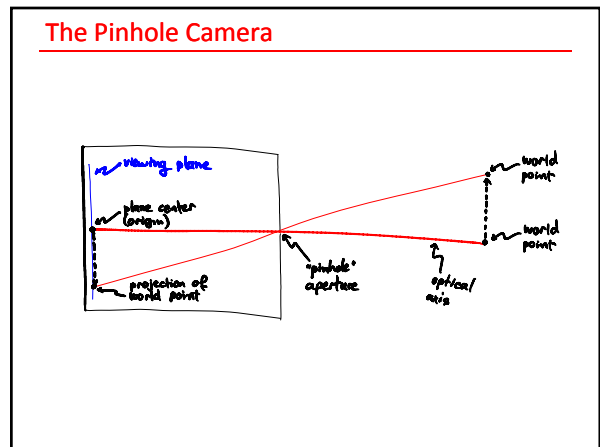 The Pinhole Camera
viewing plane
world
point
plane center
(origin)
world
point
"pinhole"
aperture
optical
axis
projection of
world point